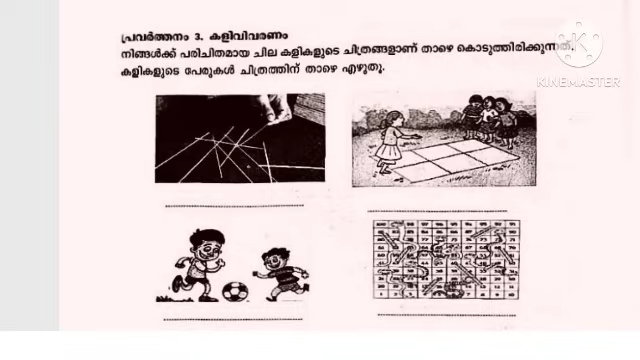 പ്രവർത്തനം 3. കളിവിവരണം
നിങ്ങൾക്ക് പരിചിതമായ ചില കളികളുടെ ചിത്രങ്ങളാണ് താഴെ കൊടുത്തിരിക്കുന്നത്.
കളികളുടെ പേരുകൾ ചിത്രത്തിന് താഴെ എഴുതൂ.
KINEMASTER